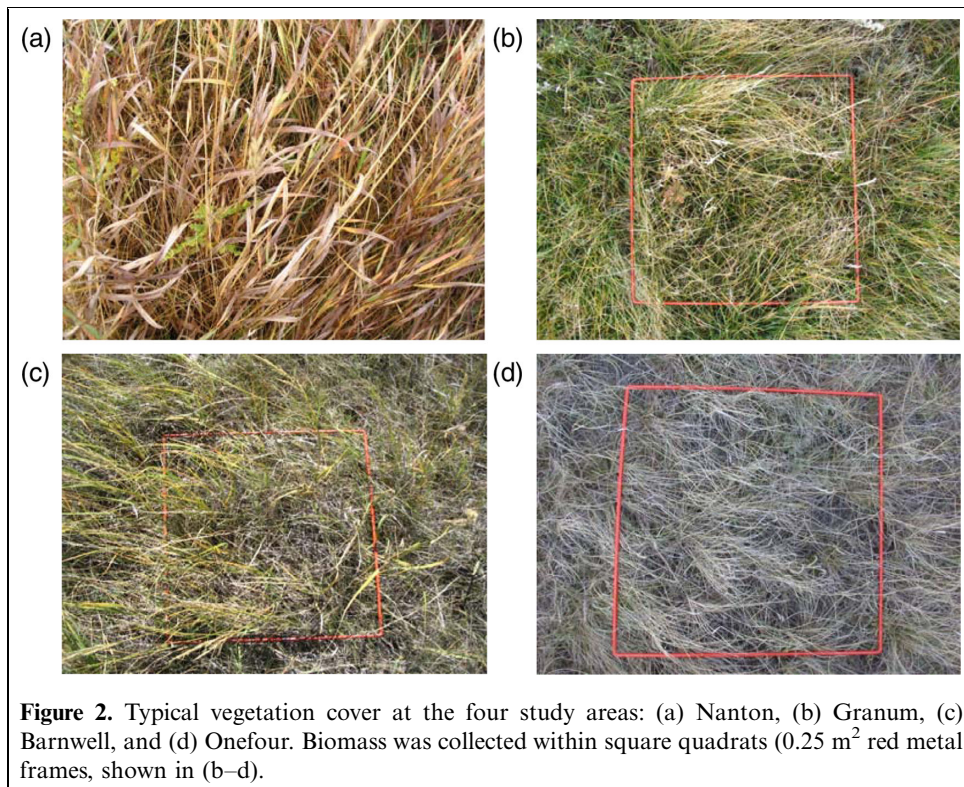 (a)
(b)
(c)
(d)
Figure 2. Typical vegetation cover at the four study areas: (a) Nanton, (b) Granum, (c)
Barnwell, and (d) Onefour. Biomass was collected within square quadrats (0.25 m² red metal
frames, shown in (b–d).